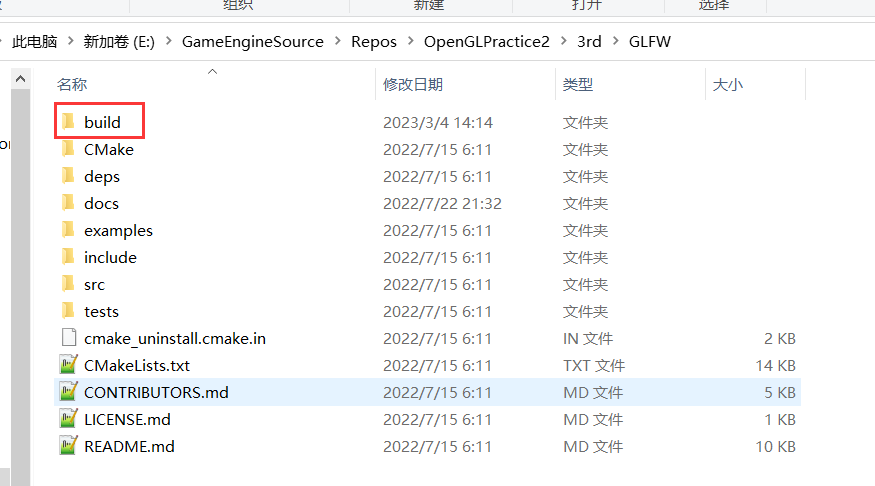 组织 新建 打开 选择
此电脑 新加卷 (E:) GameEngineSource Repos OpenGLPractice2 3rd GLFW
名称 修改日期 类型 大小
build 2023/3/4 14:14 文件夹
CMake 2022/7/15 6:11 文件夹
deps 2022/7/15 6:11 文件夹
docs 2022/7/22 21:32 文件夹
examples 2022/7/15 6:11 文件夹
include 2022/7/15 6:11 文件夹
src 2022/7/15 6:11 文件夹
tests 2022/7/15 6:11 文件夹
cmake_uninstall.cmake.in 2022/7/15 6:11 IN 文件 2 KB
CMakeLists.txt 2022/7/15 6:11 TXT 文件 14 KB
CONTRIBUTORS.md 2022/7/15 6:11 MD 文件 5 KB
LICENSE.md 2022/7/15 6:11 MD 文件 1 KB
README.md 2022/7/15 6:11 MD 文件 10 KB